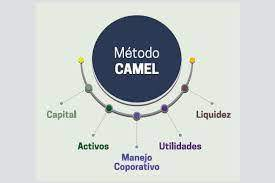 Método
CAMEL
Capital
Activos
Manejo
Coporativo
Utilidades
Liquidez